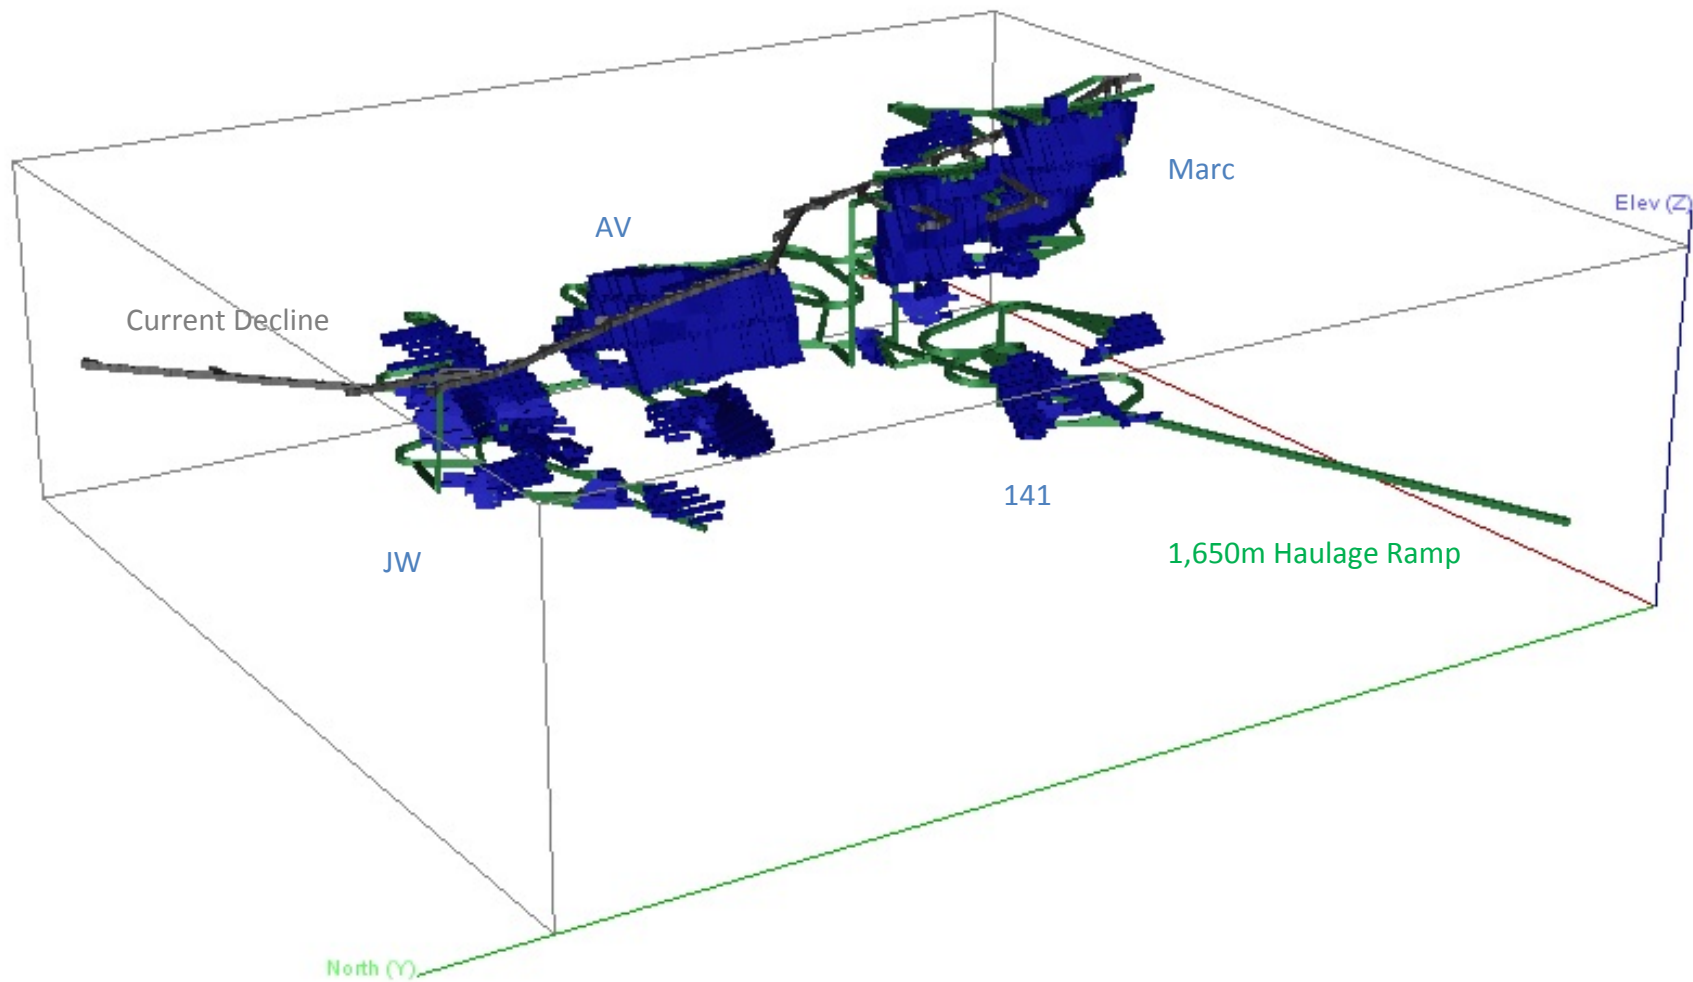 Marc
Elev (Z)
AV
Current Decline
141
1,650m Haulage Ramp
JW
North (Y)